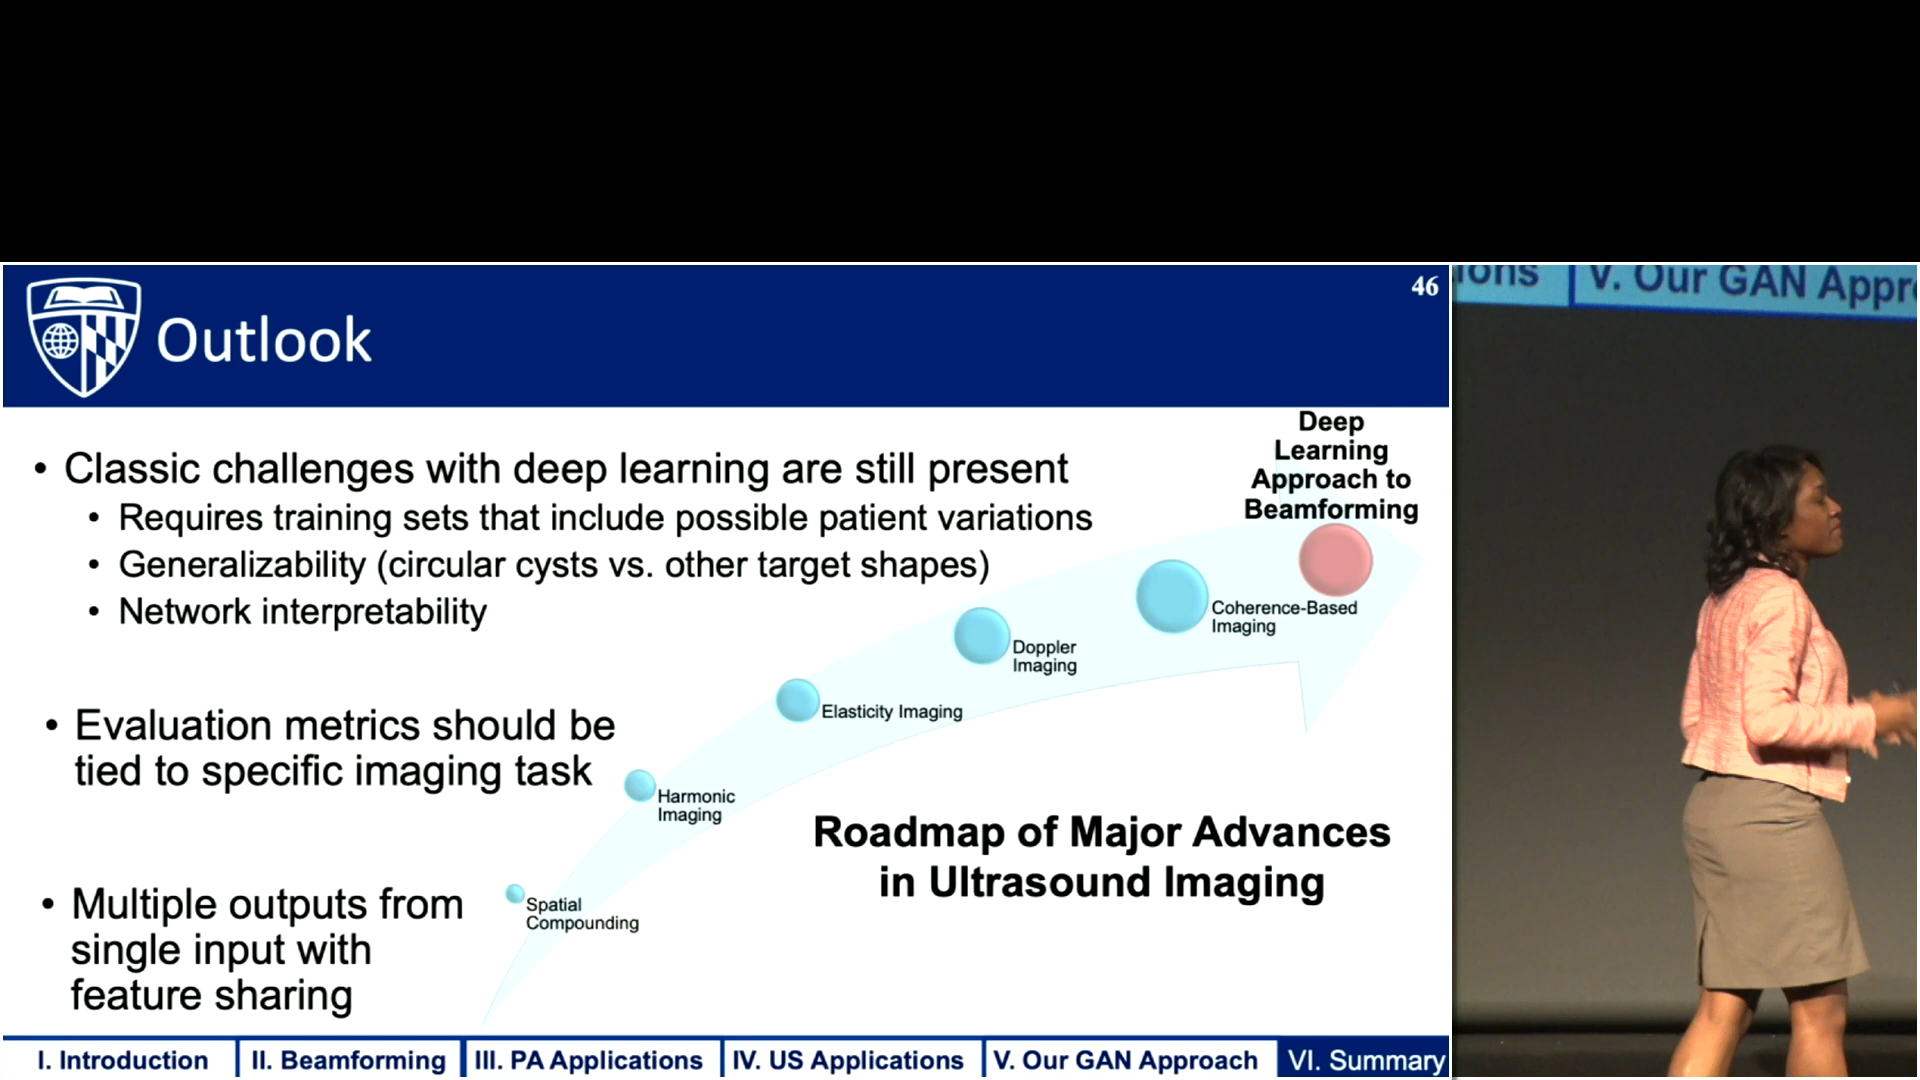 46
Outlook
• Classic challenges with deep learning are still present
• Requires training sets that include possible patient variations
• Generalizability (circular cysts vs. other target shapes)
• Network interpretability
• Evaluation metrics should be
tied to specific imaging task
• Multiple outputs from
single input with
feature sharing
Deep
Learning
Approach to
Beamforming
Coherence-Based
Imaging
Doppler
Imaging
Elasticity Imaging
Harmonic
Imaging
Spatial
Compounding
Roadmap of Major Advances
in Ultrasound Imaging
I. Introduction
II. Beamforming
III. PA Applications
IV. US Applications
V. Our GAN Approach
VI. Summary
V. Our GAN